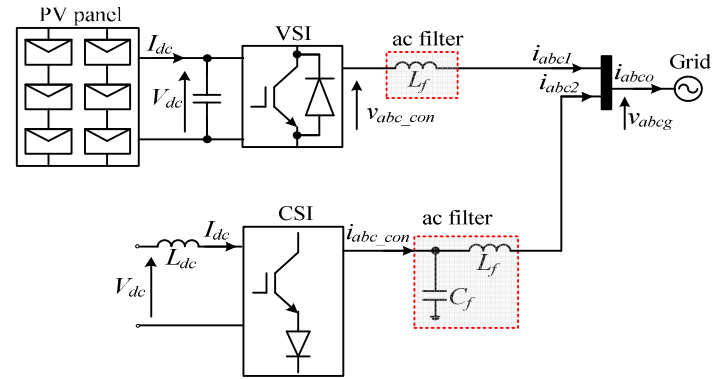 PV panel
I_dc
VSI
ac filter
L_f
i_abc1
i_abc2
i_abco
Grid
V_dc
v_abc_con
v_abcg
CSI
ac filter
I_dc
i_abc_con
L_dc
L_f
V_dc
C_f